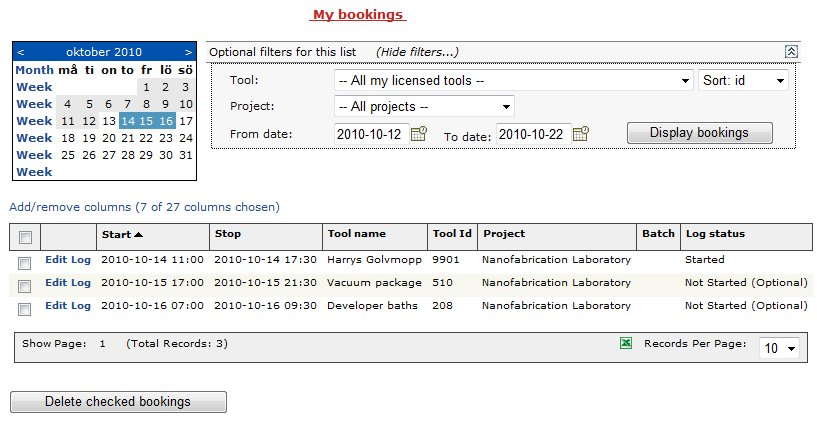 My bookings
< oktober 2010 >
Month må ti on to fr lö sö
Week 1 2 3
Week 4 5 6 7 8 9 10
Week 11 12 13 14 15 16 17
Week 18 19 20 21 22 23 24
Week 25 26 27 28 29 30 31
Week
Optional filters for this list (Hide filters...)
Tool: -- All my licensed tools -- Sort: id
Project: -- All projects --
From date: 2010-10-12 To date: 2010-10-22 Display bookings
Add/remove columns (7 of 27 columns chosen)
Start Stop Tool name Tool Id Project Batch Log status
Edit Log 2010-10-14 11:00 2010-10-14 17:30 Harrys Golvmopp 9901 Nanofabrication Laboratory Started
Edit Log 2010-10-15 17:00 2010-10-15 21:30 Vacuum package 510 Nanofabrication Laboratory Not Started (Optional)
Edit Log 2010-10-16 07:00 2010-10-16 09:30 Developer baths 208 Nanofabrication Laboratory Not Started (Optional)
Show Page: 1 (Total Records: 3) Records Per Page: 10
Delete checked bookings